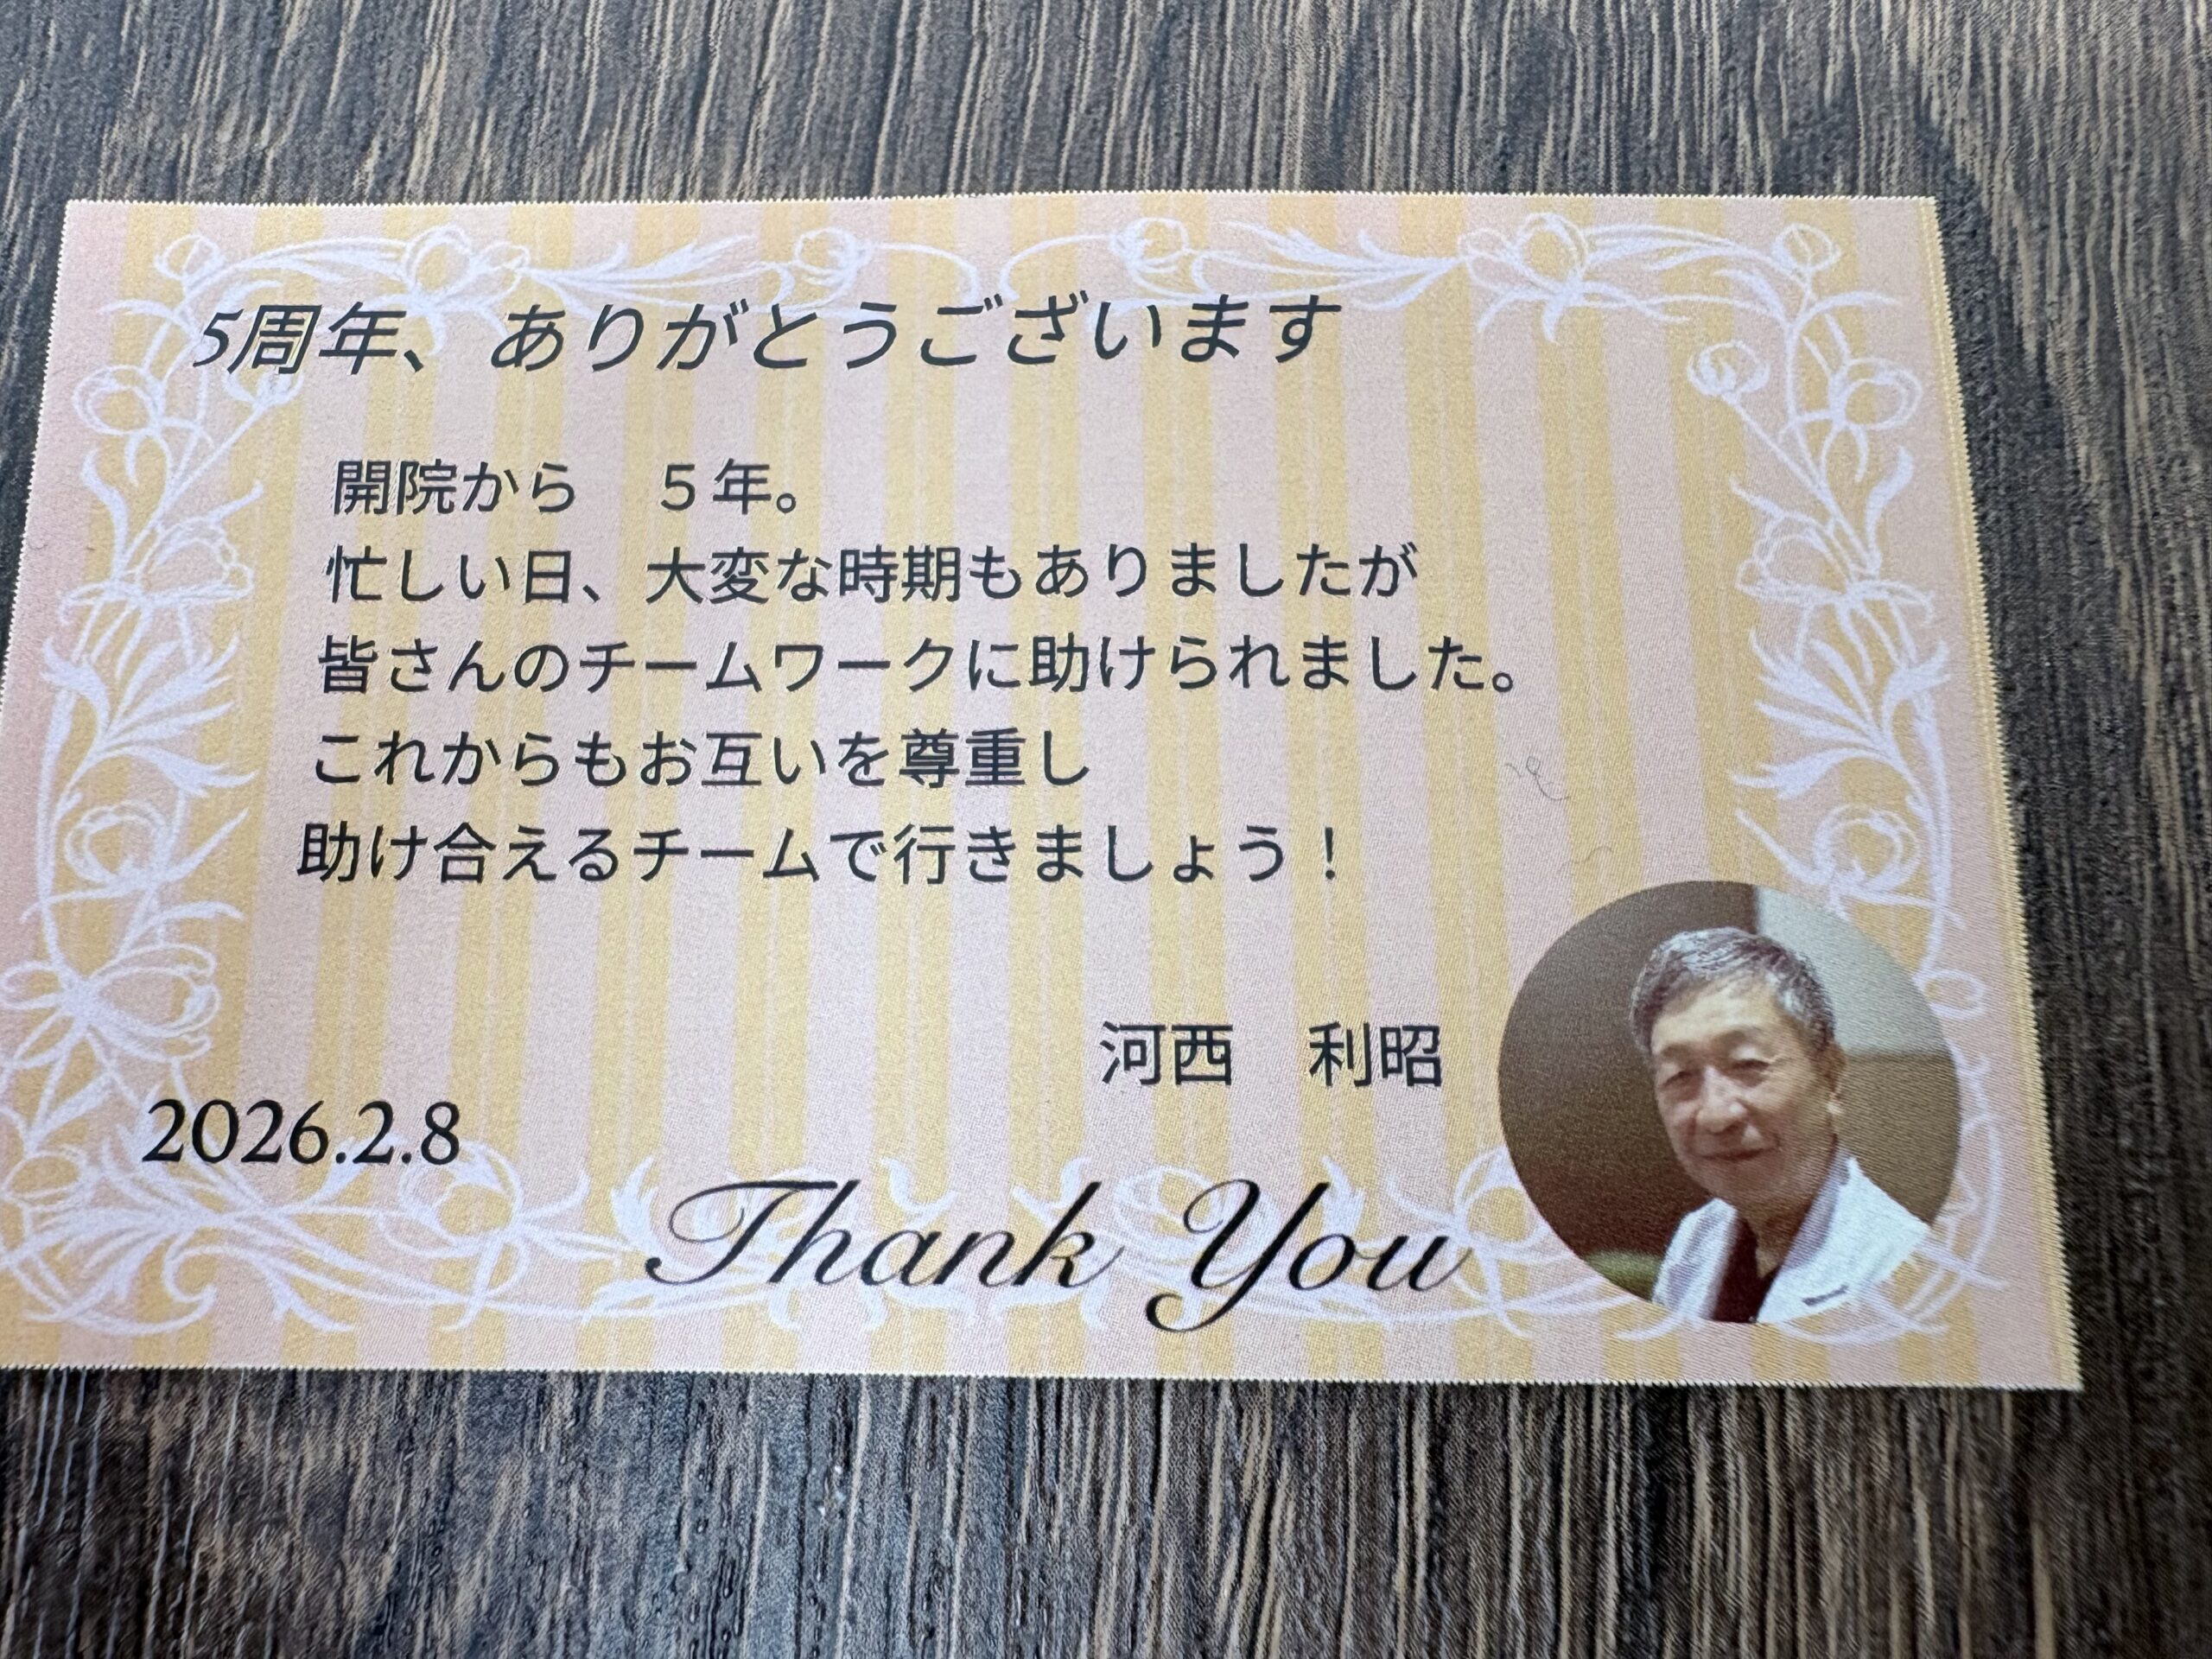 5周年、ありがとうございます
開院から　５年。
忙しい日、大変な時期もありましたが
皆さんのチームワークに助けられました。
これからもお互いを尊重し
助け合えるチームで行きましょう！
河西　利昭
2026.2.8
Thank You